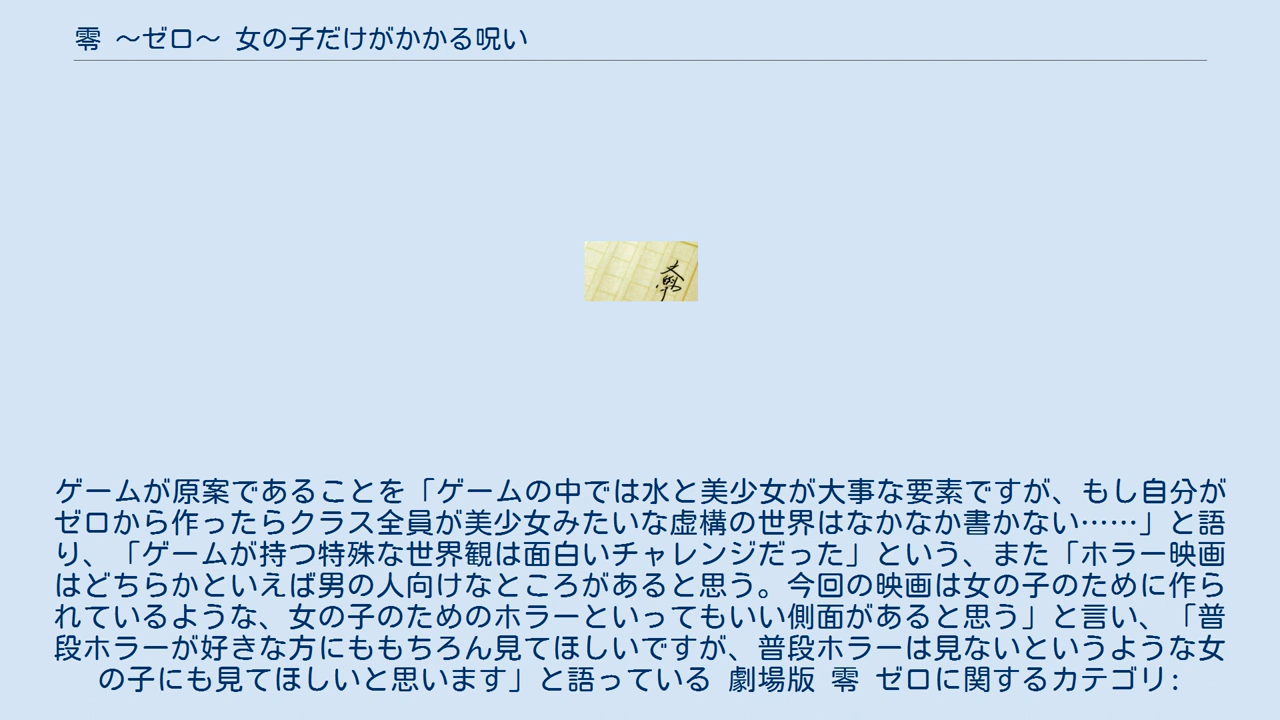 零 〜ゼロ〜 女の子だけがかかる呪い
ゲームが原案であることを「ゲームの中では水と美少女が大事な要素ですが、もし自分が
ゼロから作ったらクラス全員が美少女みたいな虚構の世界はなかなか書かない……」と語
り、「ゲームが持つ特殊な世界観は面白いチャレンジだった」という、また「ホラー映画
はどちらかといえば男の人向けなところがあると思う。今回の映画は女の子のために作ら
れているような、女の子のためのホラーといってもいい側面があると思う」と言い、「普
段ホラーが好きな方にももちろん見てほしいですが、普段ホラーは見ないというような女
の子にも見てほしいと思います」と語っている 劇場版 零 ゼロに関するカテゴリ: